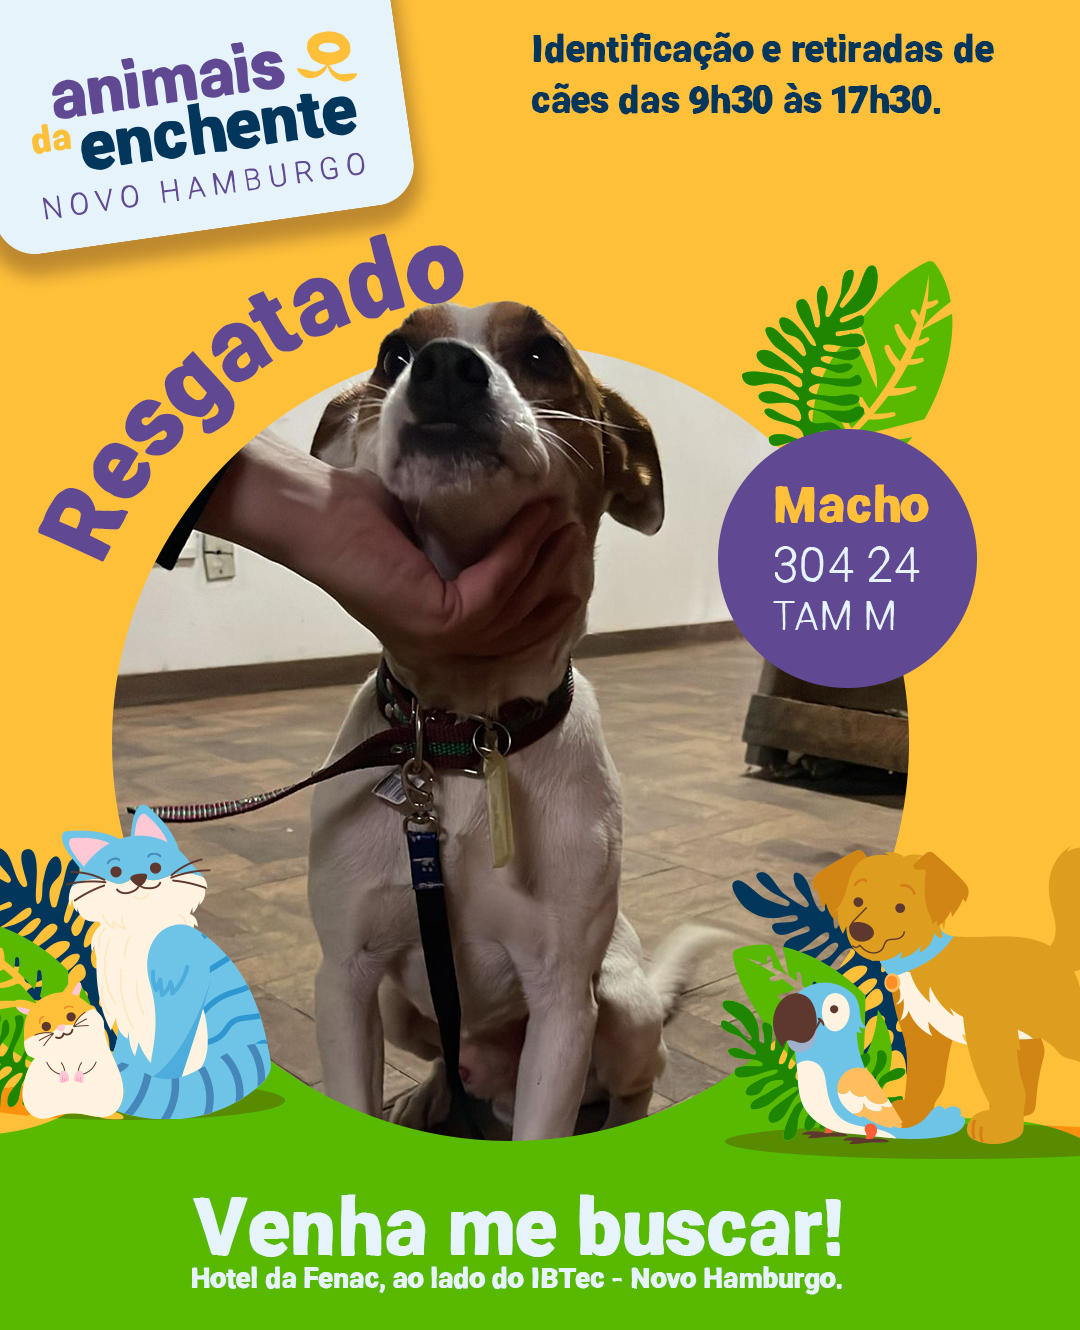 animais
da enchente
NOVO HAMBURGO
Identificação e retiradas de
cães das 9h30 às 17h30.
Resgatado
Macho
304 24
TAM M
Venha me buscar!
Hotel da Fenac, ao lado do IBTec - Novo Hamburgo.